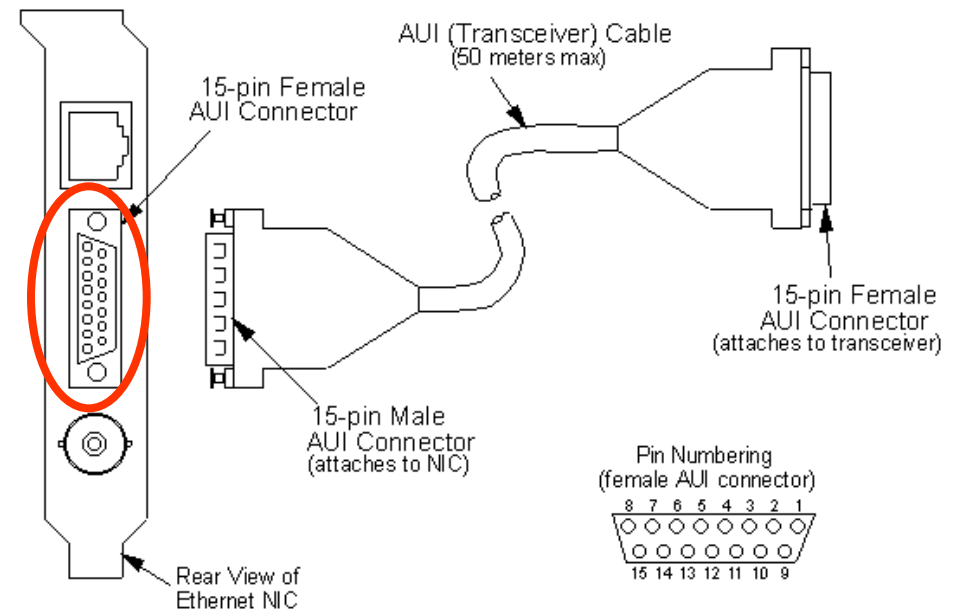 AUI (Transceiver) Cable
(50 meters max)
15-pin Female
AUI Connector
15-pin Female
AUI Connector
(attaches to transceiver)
15-pin Male
AUI Connector
(attaches to NIC)
Pin Numbering
(female AUI connector)
8 7 6 5 4 3 2 1
15 14 13 12 11 10 9
Rear View of
Ethernet NIC